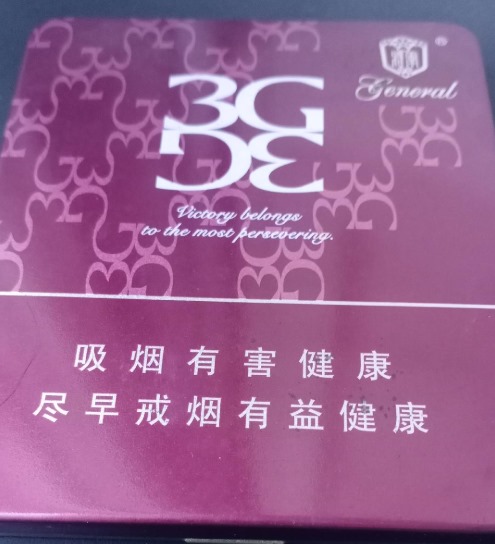 3G
3G
®
General
Victory belongs
to the most persevering.
吸烟有害健康
尽早戒烟有益健康